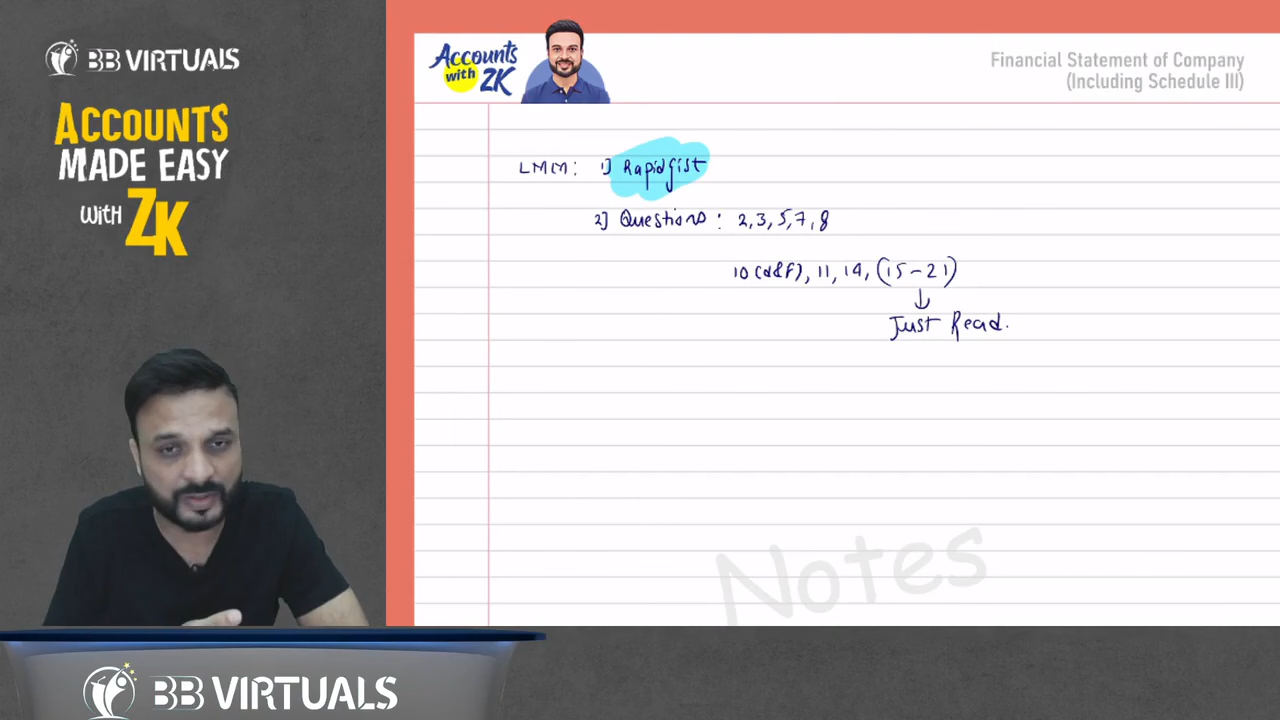 BB VIRTUALS
ACCOUNTS
MADE EASY
WITH ZK
Accounts
with ZK
Financial Statement of Company
(Including Schedule III)
LMM: 1] Rapidgist
2] Questions: 2, 3, 5, 7, 8
10 (d&f), 11, 14, (15-21)
↓
Just Read.
Notes
BB VIRTUALS